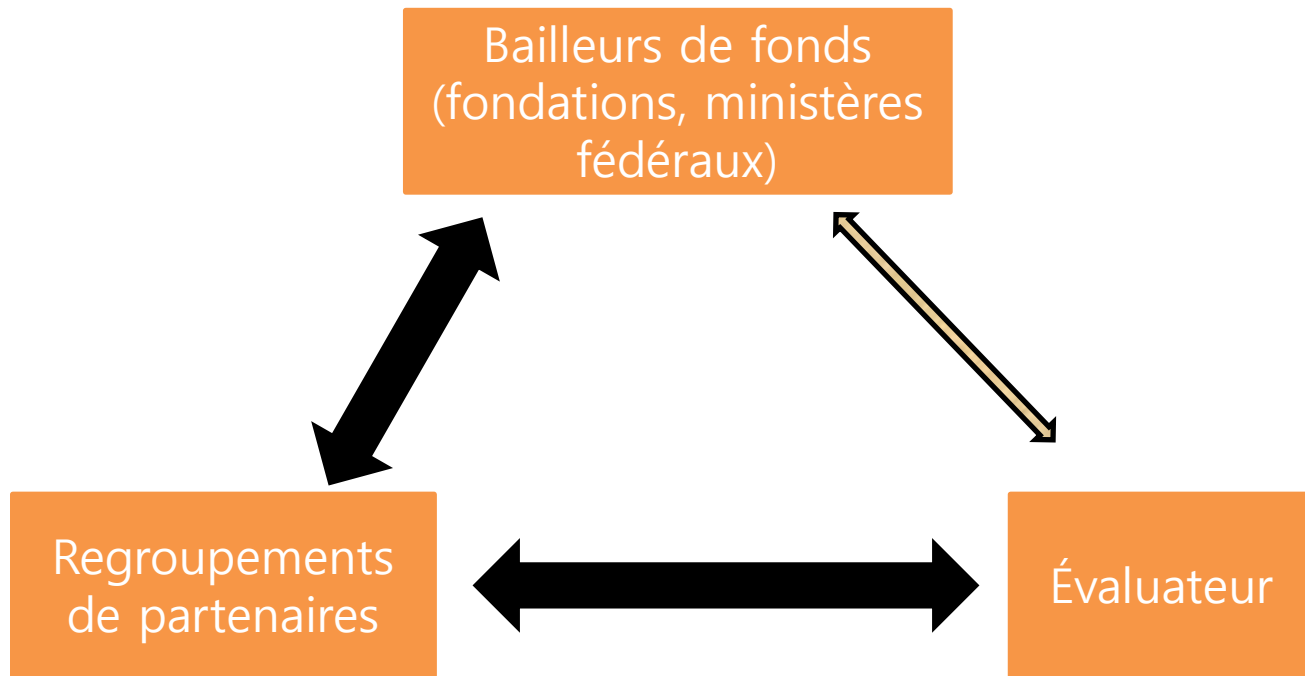 Bailleurs de fonds
(fondations, ministères
fédéraux)
Regroupements
de partenaires
Évaluateur